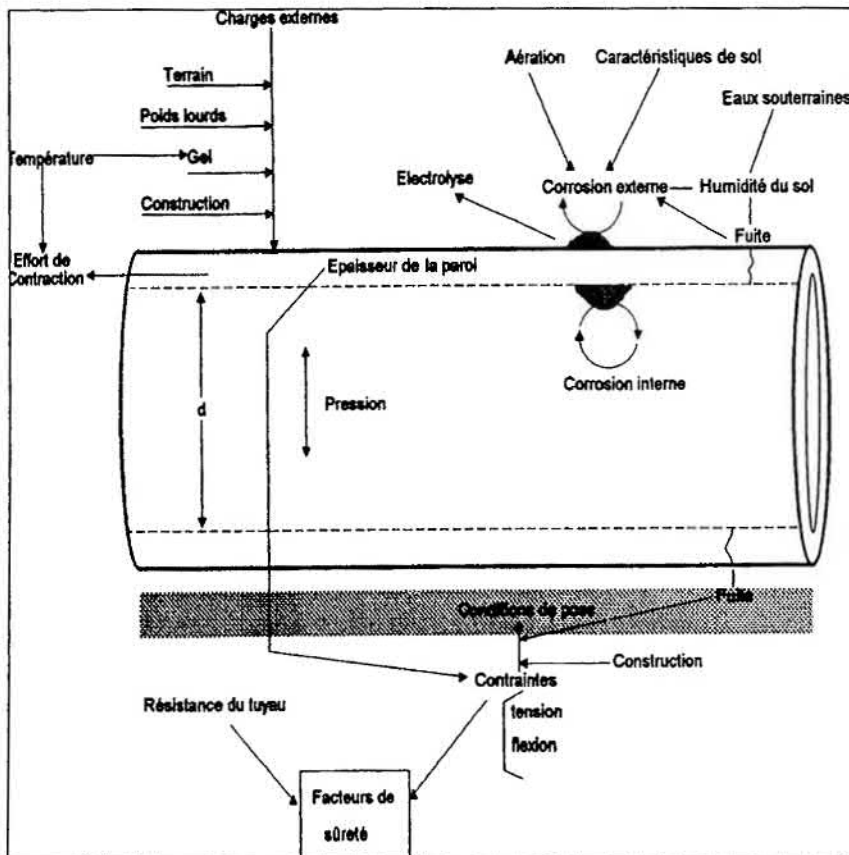 Charges externes
Terrain
Aération
Caractéristiques de sol
Eaux souterraines
Poids lourds
Température
Gel
Electrolyse
Corrosion externe
Humidité du sol
Construction
Fuite
Effort de
Contraction
Epaisseur de la paroi
d
Pression
Corrosion interne
Conditions de pose
Fuite
Construction
Contraintes
Résistance du tuyau
tension
flexion
Facteurs de
sûreté